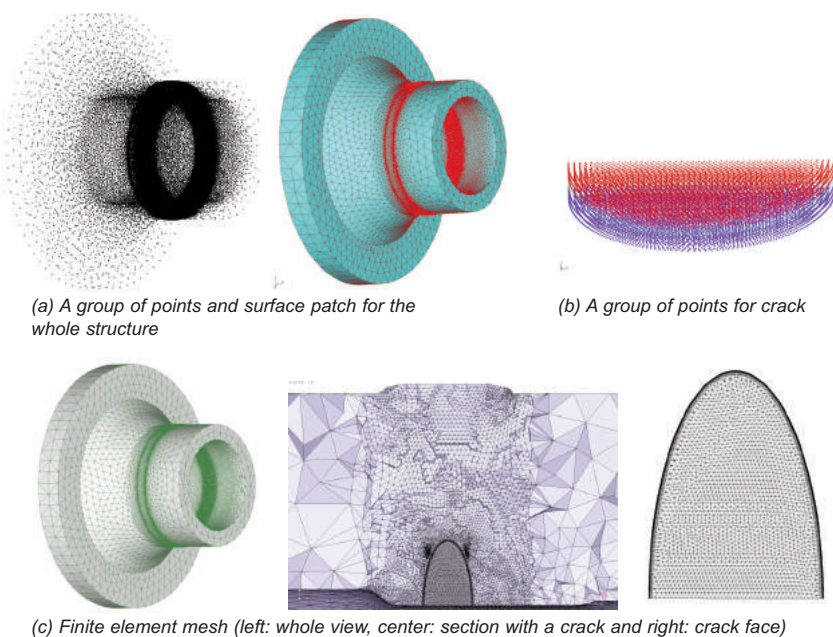 (a) A group of points and surface patch for the
whole structure
(b) A group of points for crack
(c) Finite element mesh (left: whole view, center: section with a crack and right: crack face)